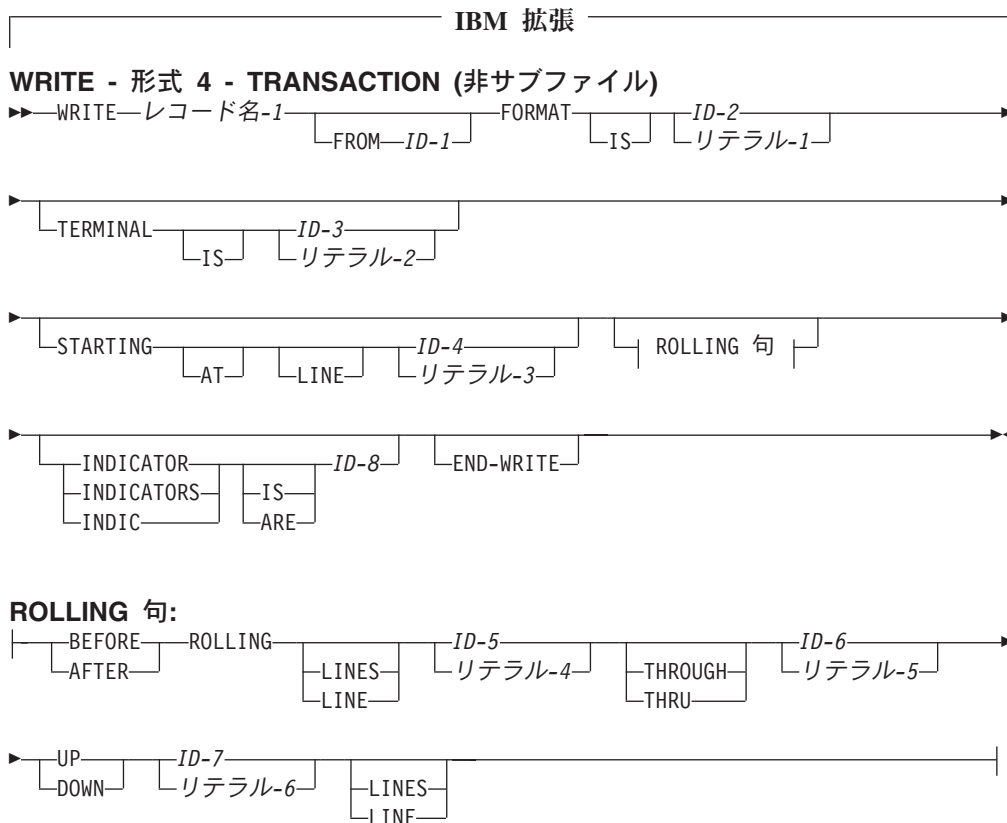 IBM 拡張
WRITE - 形式 4 - TRANSACTION (非サブファイル)
WRITE レコード名-1 FORMAT ID-2
FROM ID-1 IS リテラル-1
TERMINAL ID-3
IS リテラル-2
STARTING ID-4 ROLLING 句
AT LINE リテラル-3
INDICATOR ID-8 END-WRITE
INDICATORS IS
INDIC ARE
ROLLING 句:
BEFORE ROLLING ID-5 ID-6
AFTER LINES リテラル-4 THROUGH リテラル-5
LINE THRU
UP ID-7
DOWN リテラル-6 LINES
LINE